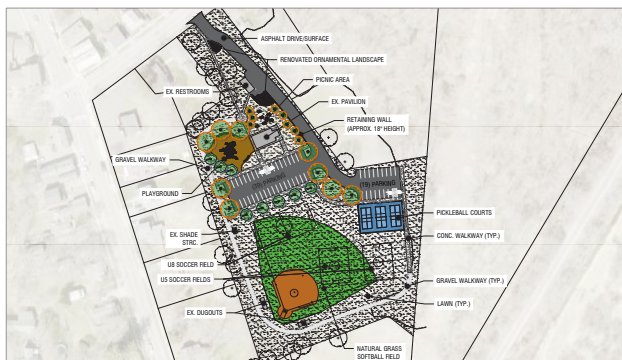 ASPHALT DRIVE/SURFACE
RENOVATED ORNAMENTAL LANDSCAPE
PICNIC AREA
EX. RESTROOMS
EX. PAVILION
RETAINING WALL
(APPROX. 18" HEIGHT)
GRAVEL WALKWAY
PLAYGROUND
PARKING
(19) PARKING
PICKLEBALL COURTS
EX. SHADE
STRC.
CONC. WALKWAY (TYP.)
U8 SOCCER FIELD
U5 SOCCER FIELDS
GRAVEL WALKWAY (TYP.)
LAWN (TYP.)
EX. DUGOUTS
NATURAL GRASS
SOFTBALL FIELD